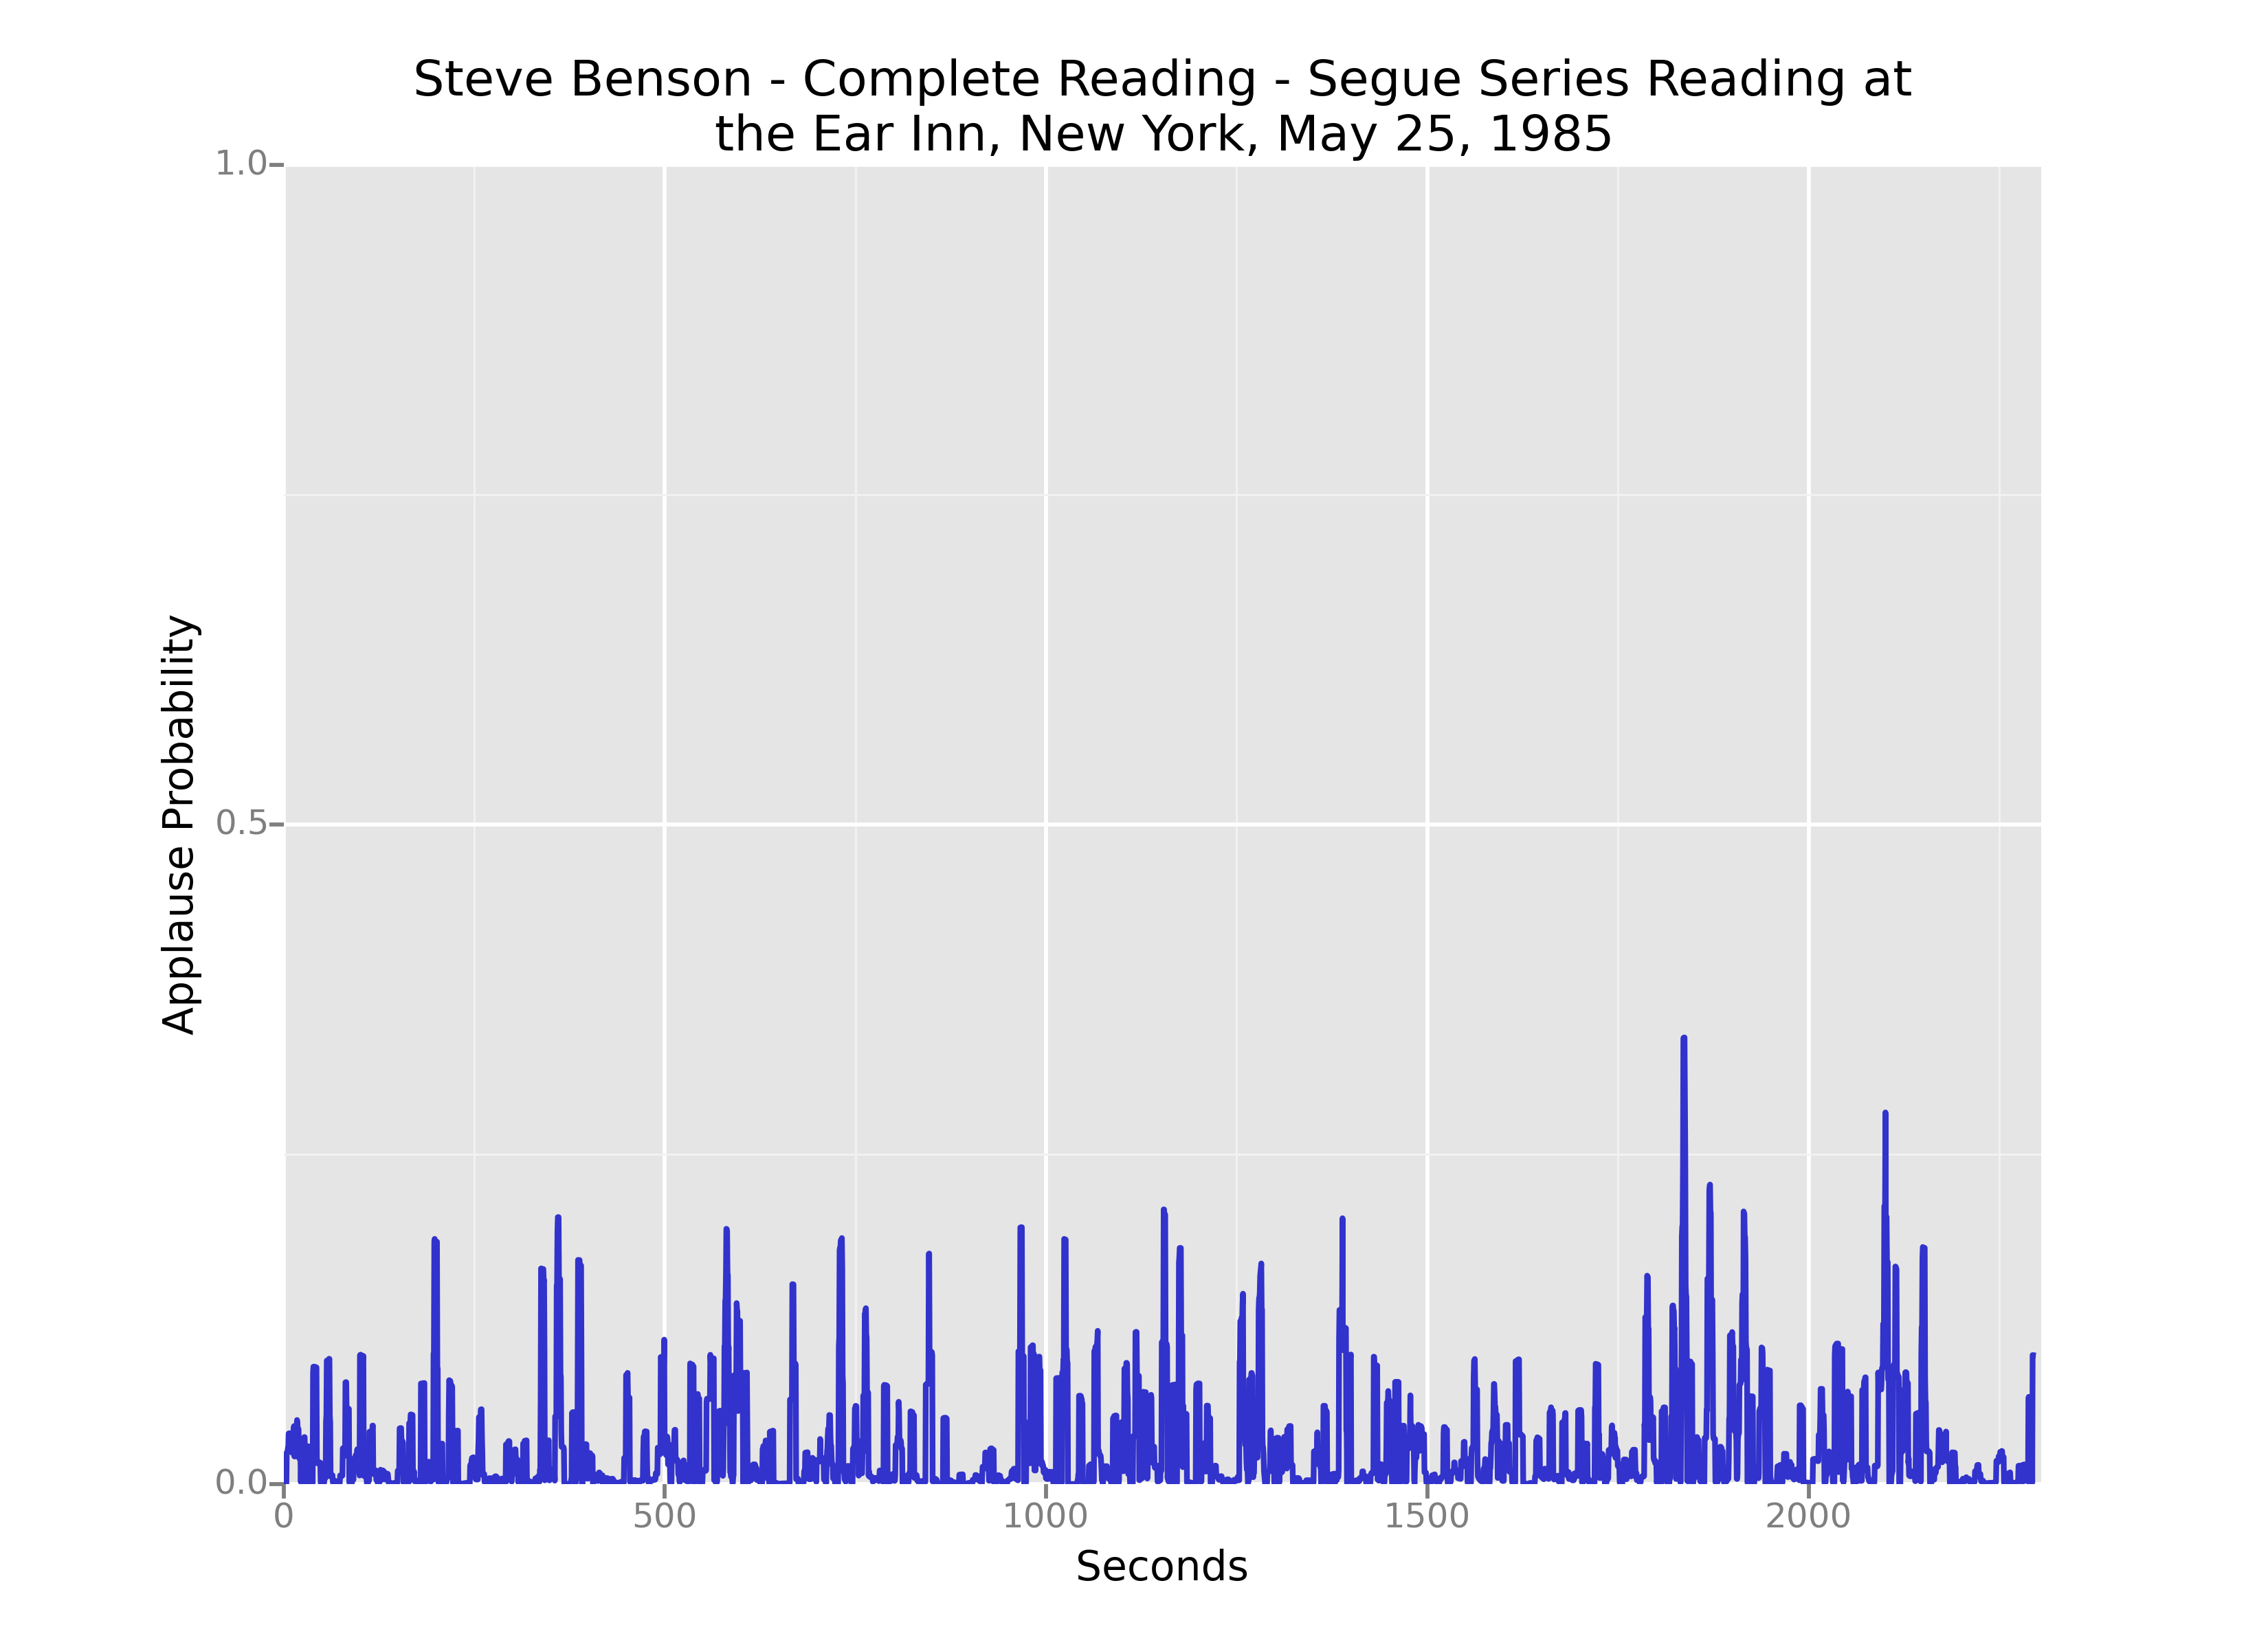 Steve Benson - Complete Reading - Segue Series Reading at
the Ear Inn, New York, May 25, 1985
1.0
0.5
0.0
Applause Probability
0
500
1000
1500
2000
Seconds